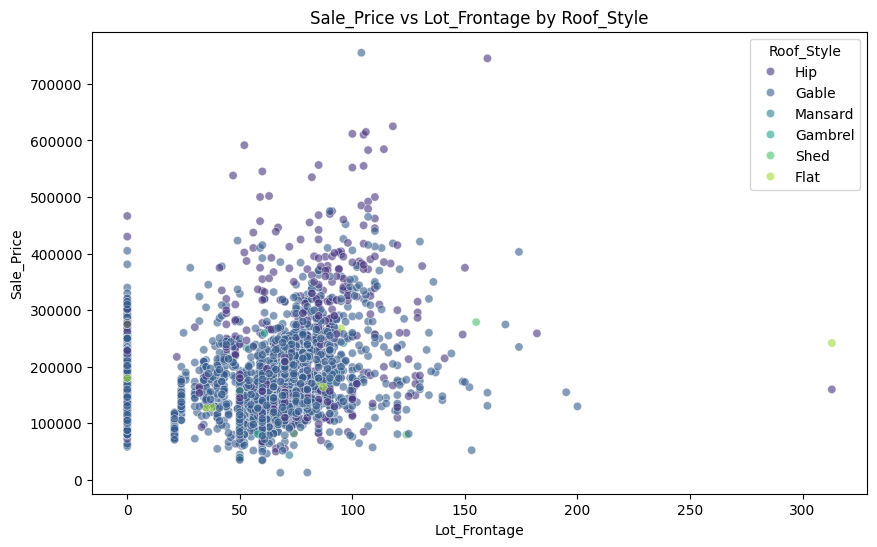 Sale_Price vs Lot_Frontage by Roof_Style
Roof_Style
Hip
Gable
Mansard
Gambrel
Shed
Flat
Sale_Price
700000
600000
500000
400000
300000
200000
100000
0
0 50 100 150 200 250 300
Lot_Frontage